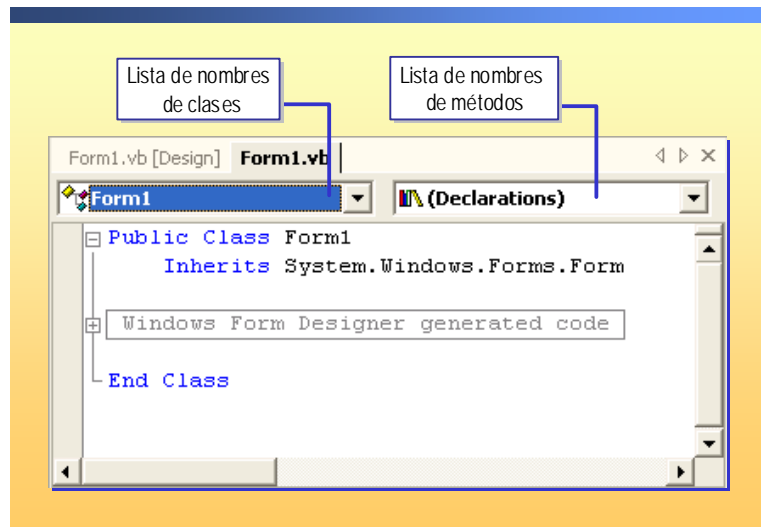 Lista de nombres
de clases
Lista de nombres
de métodos
Form1.vb [Design] Form1.vb
Form1 (Declarations)
Public Class Form1
Inherits System.Windows.Forms.Form
Windows Form Designer generated code
End Class